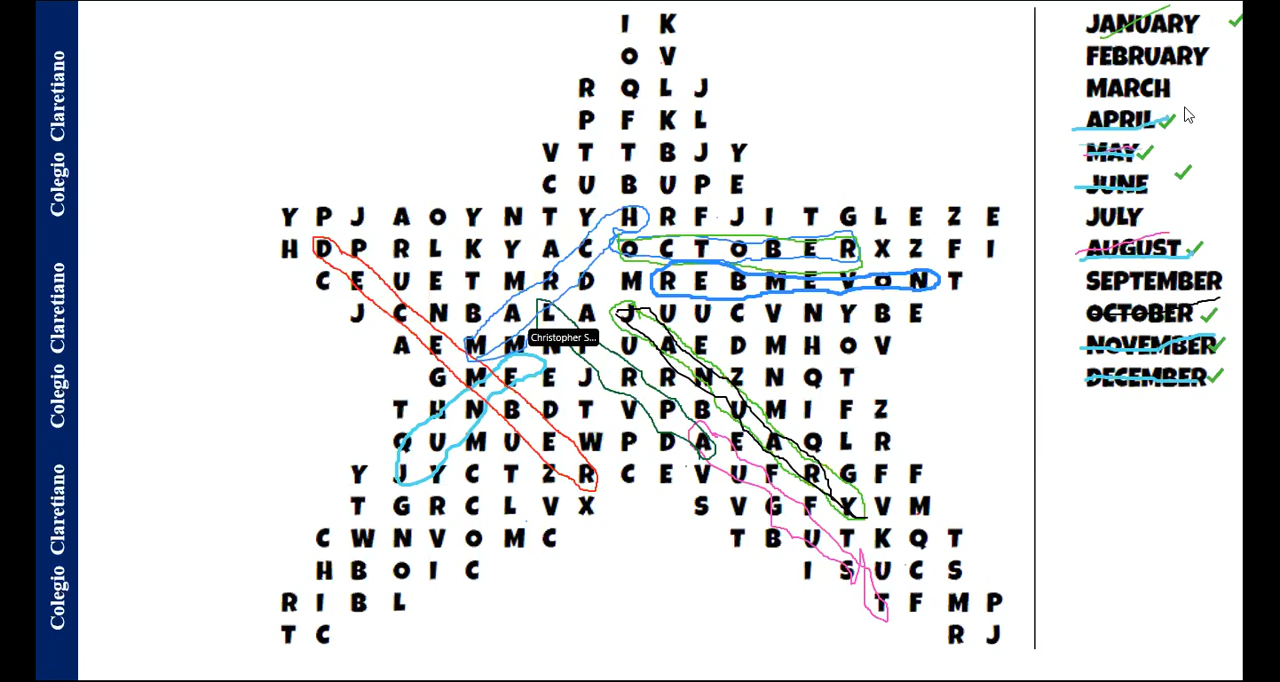 Colegio Claretiano
Colegio Claretiano
Colegio Claretiano
I K
O V
R Q L J
P F K L
V T T B J Y
C U B U P E
Y P J A O Y N T Y H R F J I T G L E Z E
H D P R L K Y A C O C T O B E R X Z F I
C E U E T M R D M R E B M E V O N T
J C N B A L A J U U C V N Y B E
Christopher S...
A E M M N U A E D M H O V
G M E E J R R N Z N Q T
T H N B D T V P B U M I F Z
Q U M U E W P D A E A Q L R
Y J Y C T Z R C E V U F R G F F
T G R C L V X S V G F Y V M
C W N V O M C T B U T K Q T
H B O I C I S U C S
R I B L T F M P
T C R J
JANUARY
FEBRUARY
MARCH
APRIL
MAY
JUNE
JULY
AUGUST
SEPTEMBER
OCTOBER
NOVEMBER
DECEMBER